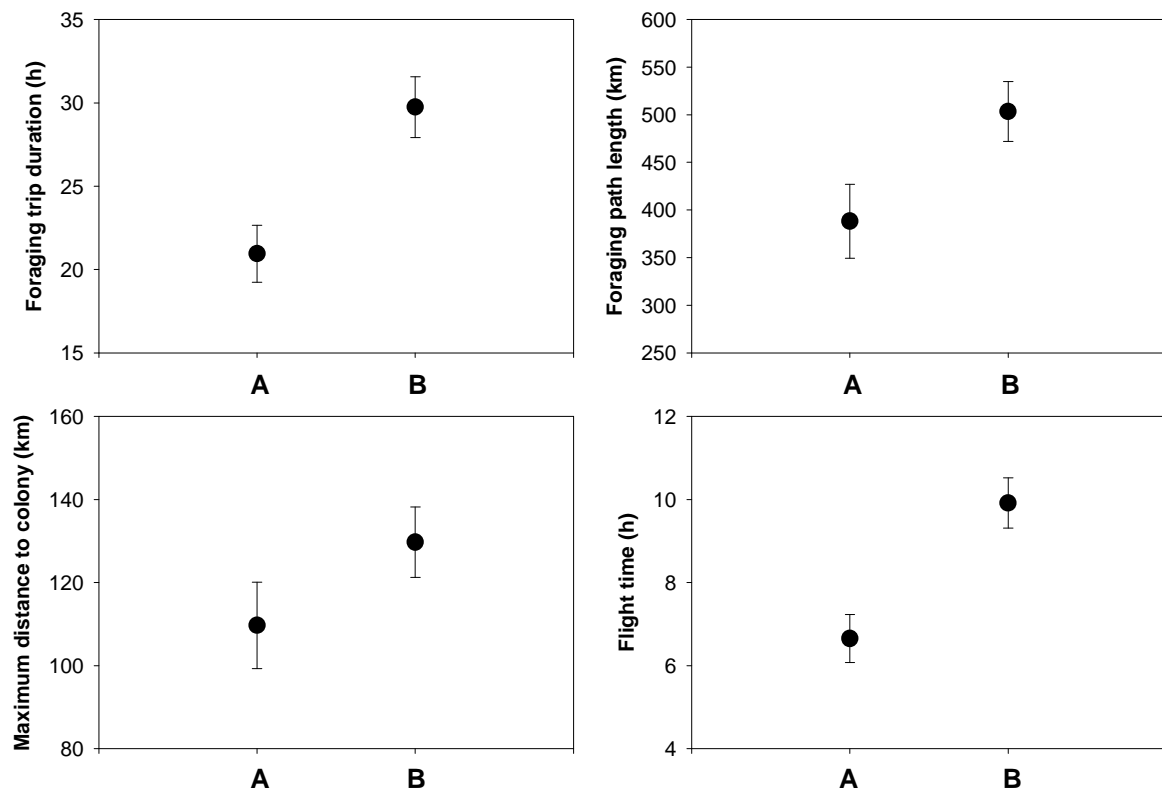 Foraging trip duration (h)
35
30
25
20
15
A B
Foraging path length (km)
600
550
500
450
400
350
300
250
A B
Maximum distance to colony (km)
160
140
120
100
80
A B
Flight time (h)
12
10
8
6
4
A B